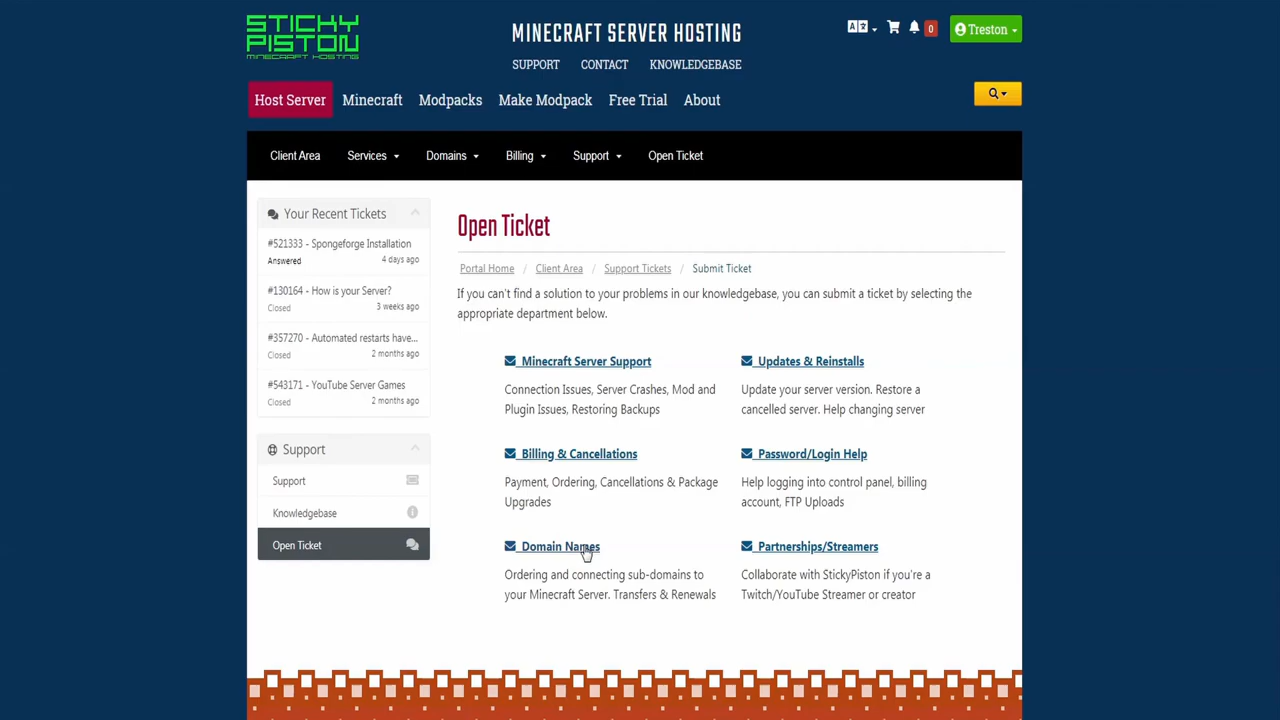 STICKY
PISTON
MINECRAFT HOSTING
MINECRAFT SERVER HOSTING
SUPPORT CONTACT KNOWLEDGEBASE
0
Treston
Host Server Minecraft Modpacks Make Modpack Free Trial About
Client Area Services Domains Billing Support Open Ticket
Your Recent Tickets
#521333 - Spongeforge Installation
Answered 4 days ago
#130164 - How is your Server?
Closed 3 weeks ago
#357270 - Automated restarts have...
Closed 2 months ago
#543171 - YouTube Server Games
Closed 2 months ago
Support
Support
Knowledgebase
Open Ticket
Open Ticket
Portal Home / Client Area / Support Tickets / Submit Ticket
If you can't find a solution to your problems in our knowledgebase, you can submit a ticket by selecting the
appropriate department below.
Minecraft Server Support
Connection Issues, Server Crashes, Mod and
Plugin Issues, Restoring Backups
Updates & Reinstalls
Update your server version. Restore a
cancelled server. Help changing server
Billing & Cancellations
Payment, Ordering, Cancellations & Package
Upgrades
Password/Login Help
Help logging into control panel, billing
account, FTP Uploads
Domain Names
Ordering and connecting sub-domains to
your Minecraft Server. Transfers & Renewals
Partnerships/Streamers
Collaborate with StickyPiston if you're a
Twitch/YouTube Streamer or creator